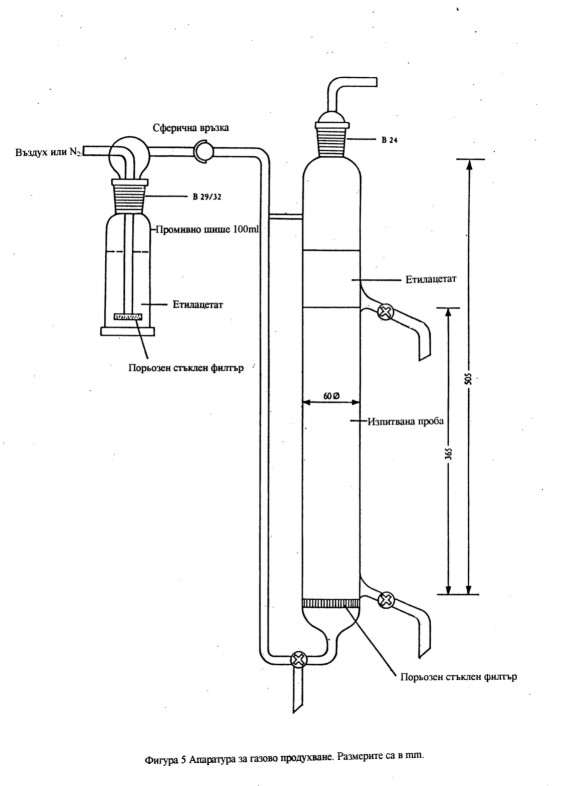 Сферична връзка
В 24
Въздух или N₂
В 29/32
Промивно шише 100ml
Етилацетат
Етилацетат
Порьозен стъклен филтър
505
60 Ø
Изпитвана проба
365
Порьозен стъклен филтър
Фигура 5 Апаратура за газово продухване. Размерите са в mm.